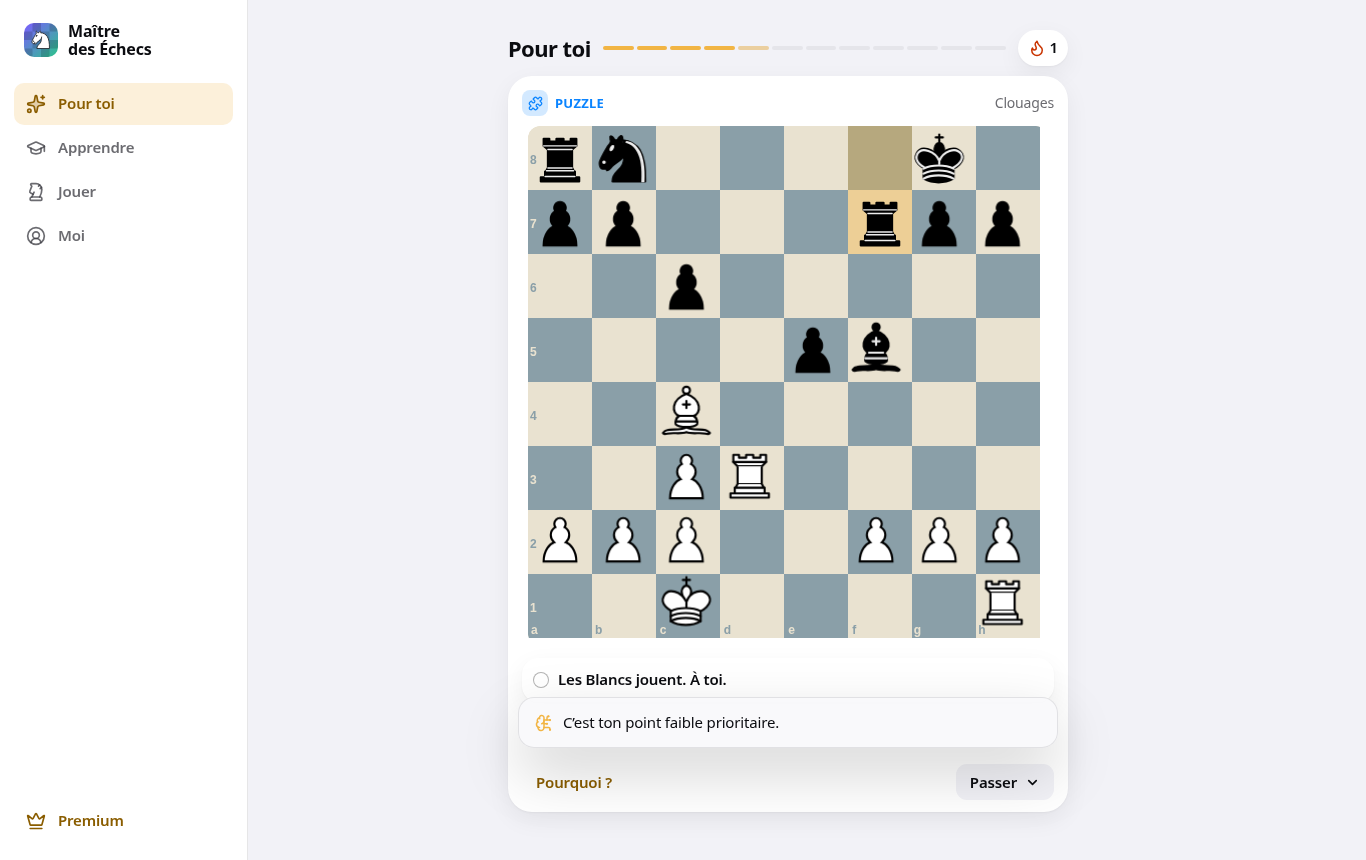 Maître
des Échecs
Pour toi
Apprendre
Jouer
Moi
Premium
Pour toi
1
PUZZLE
Clouages
8
7
6
5
4
3
2
1
a b c d e f g h
Les Blancs jouent. À toi.
C'est ton point faible prioritaire.
Pourquoi ?
Passer